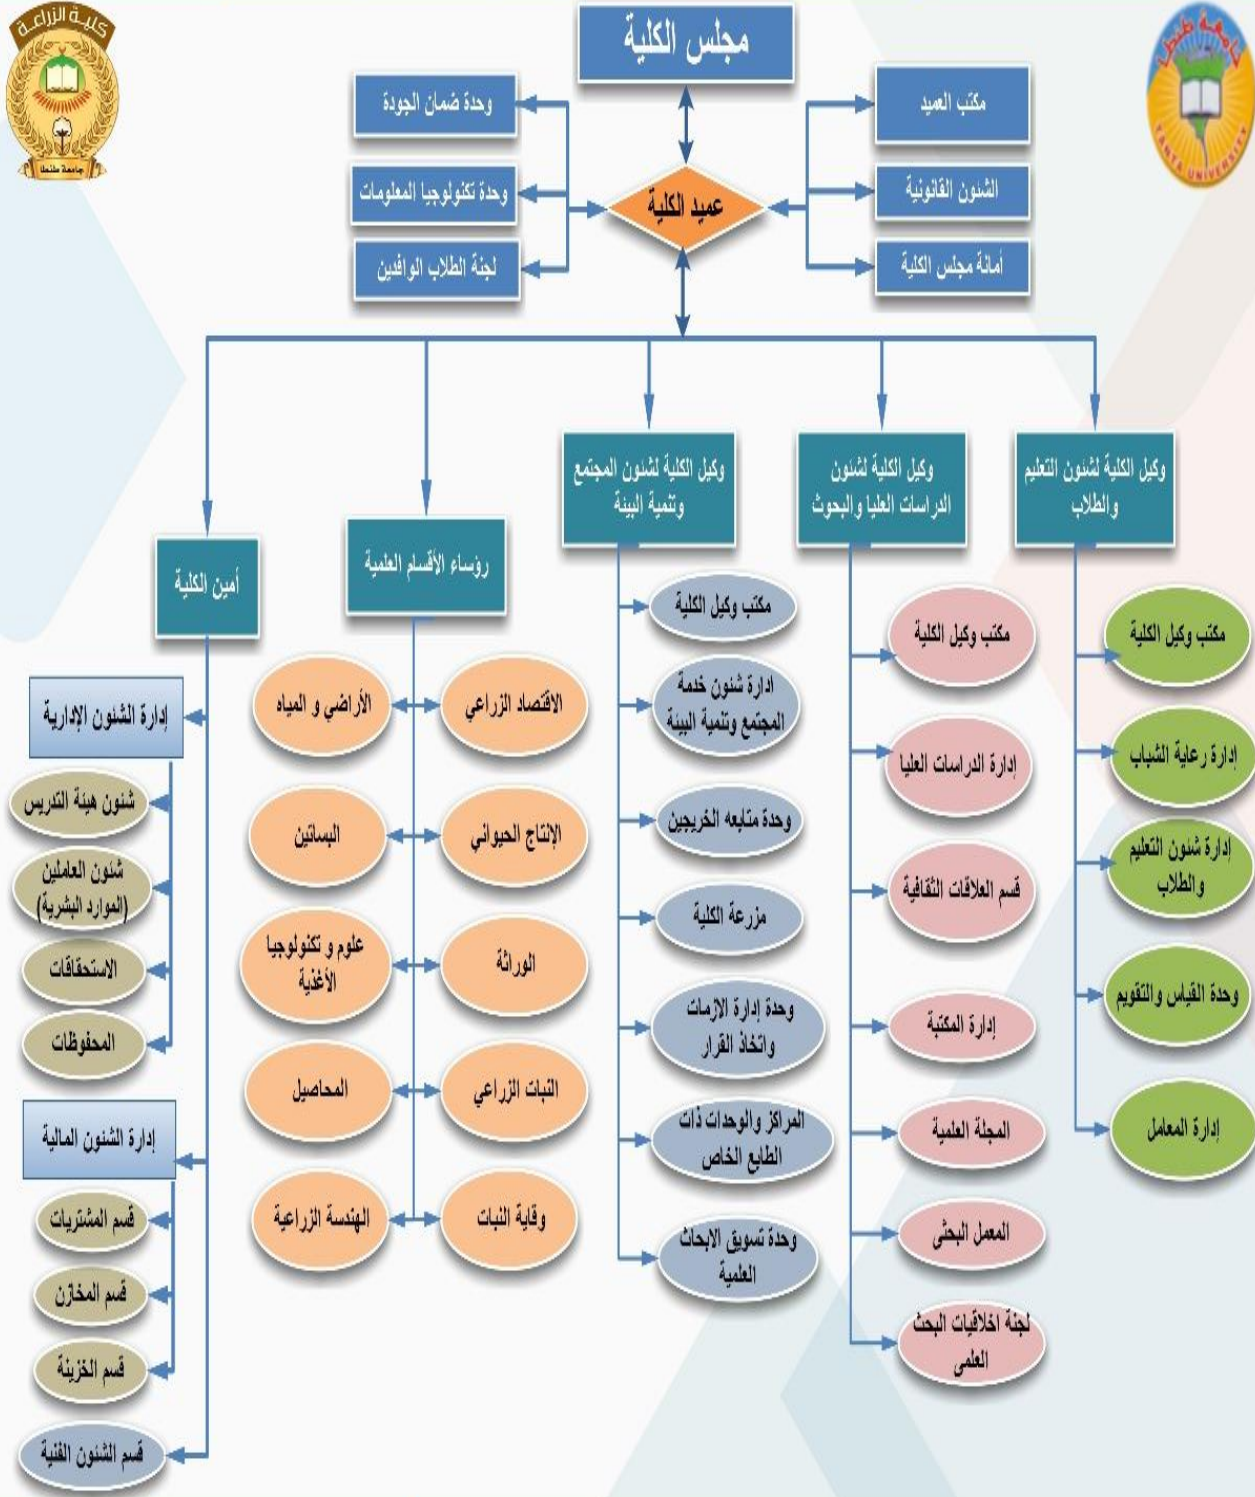 كلية الزراعة
جامعة طنطا
جامعة طنطا
TANTA UNIVERSITY
مجلس الكلية
مكتب العميد
الشئون القانونية
أمانة مجلس الكلية
وحدة ضمان الجودة
وحدة تكنولوجيا المعلومات
لجنة الطلاب الوافدين
عميد الكلية
وكيل الكلية لشئون التعليم
والطلاب
مكتب وكيل الكلية
إدارة رعاية الشباب
إدارة شئون التعليم
والطلاب
وحدة القياس والتقويم
إدارة المعامل
وكيل الكلية لشئون
الدراسات العليا والبحوث
مكتب وكيل الكلية
إدارة الدراسات العليا
قسم العلاقات الثقافية
إدارة المكتبة
المجلة العلمية
المعمل البحثى
لجنة اخلاقيات البحث
العلمى
وكيل الكلية لشئون المجتمع
وتنمية البيئة
مكتب وكيل الكلية
ادارة شئون خدمة
المجتمع وتنمية البيئة
وحدة متابعه الخريجين
مزرعة الكلية
وحدة إدارة الازمات
واتخاذ القرار
المراكز والوحدات ذات
الطابع الخاص
وحدة تسويق الابحاث
العلمية
رؤساء الأقسام العلمية
الاقتصاد الزراعي
الأراضي و المياه
الإنتاج الحيواني
البساتين
الوراثة
علوم و تكنولوجيا
الأغذية
النبات الزراعي
المحاصيل
وقاية النبات
الهندسة الزراعية
أمين الكلية
إدارة الشئون الإدارية
شئون هيئة التدريس
شئون العاملين
(الموارد البشرية)
الاستحقاقات
المحفوظات
إدارة الشئون المالية
قسم المشتريات
قسم المخازن
قسم الخزينة
قسم الشئون الفنية